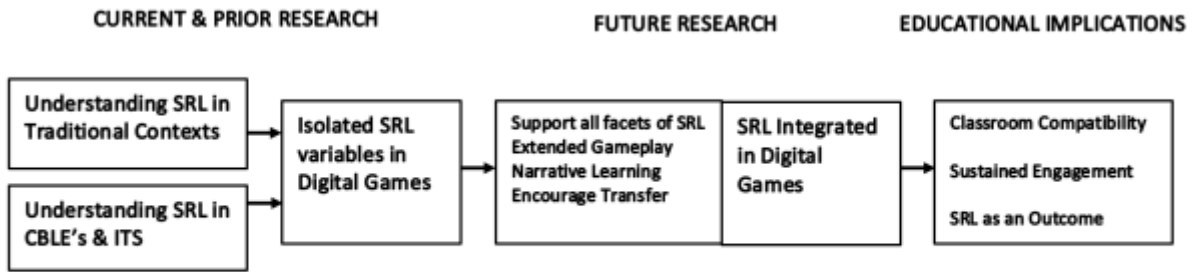 CURRENT & PRIOR RESEARCH
FUTURE RESEARCH
EDUCATIONAL IMPLICATIONS
Understanding SRL in
Traditional Contexts
Understanding SRL in
CBLE's & ITS
Isolated SRL
variables in
Digital Games
Support all facets of SRL
Extended Gameplay
Narrative Learning
Encourage Transfer
SRL Integrated
in Digital
Games
Classroom Compatibility
Sustained Engagement
SRL as an Outcome